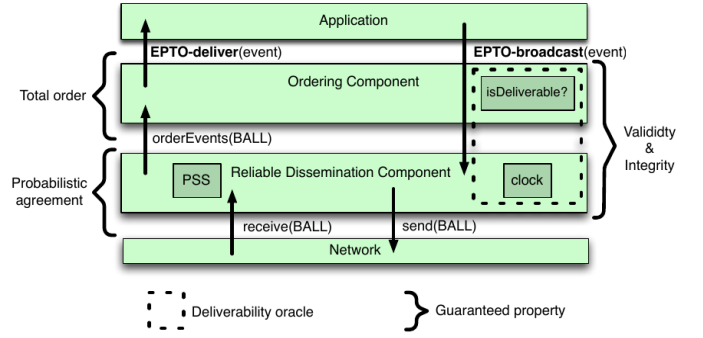 Application
EPTO-deliver(event)
EPTO-broadcast(event)
Total order
Ordering Component
isDeliverable?
orderEvents(BALL)
Validdty
&
Integrity
Probabilistic
agreement
PSS
Reliable Dissemination Component
clock
receive(BALL)
send(BALL)
Network
Deliverability oracle
Guaranteed property